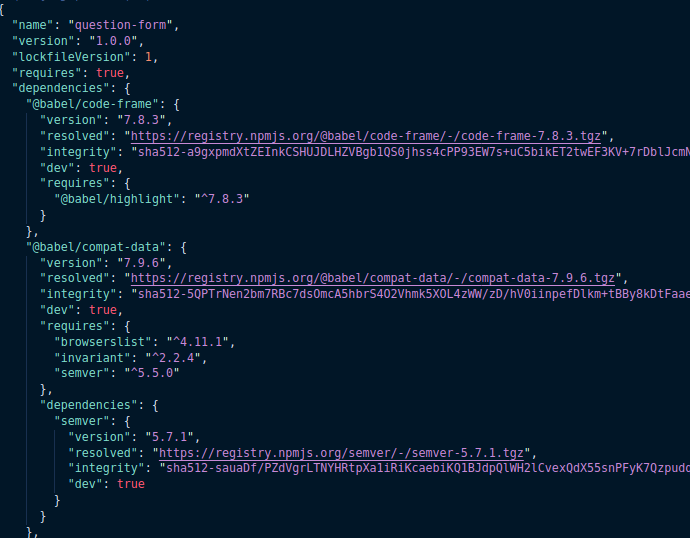 {
"name": "question-form",
"version": "1.0.0",
"lockfileVersion": 1,
"requires": true,
"dependencies": {
"@babel/code-frame": {
"version": "7.8.3",
"resolved": "https://registry.npmjs.org/@babel/code-frame/-/code-frame-7.8.3.tgz",
"integrity": "sha512-a9gxpmdXtZEInkCSHUJDLHZVBgb1QS0jhss4cPP93EW7s+uC5bikET2twEF3KV+7rDblJcmN
"dev": true,
"requires": {
"@babel/highlight": "^7.8.3"
}
},
"@babel/compat-data": {
"version": "7.9.6",
"resolved": "https://registry.npmjs.org/@babel/compat-data/-/compat-data-7.9.6.tgz",
"integrity": "sha512-5QPTrNen2bm7RBc7dsOmcA5hbrS4O2Vhmk5XOL4zWW/zD/hV0iinpefDlkm+tBBy8kDtFaae
"dev": true,
"requires": {
"browserslist": "^4.11.1",
"invariant": "^2.2.4",
"semver": "^5.5.0"
},
"dependencies": {
"semver": {
"version": "5.7.1",
"resolved": "https://registry.npmjs.org/semver/-/semver-5.7.1.tgz",
"integrity": "sha512-sauaDf/PZdVgrLTNYHRtpXa1iRiKcaebiKQ1BJdpQlWH2lCvexQdX55snPFyK7Qzpudq
"dev": true
}
}
},